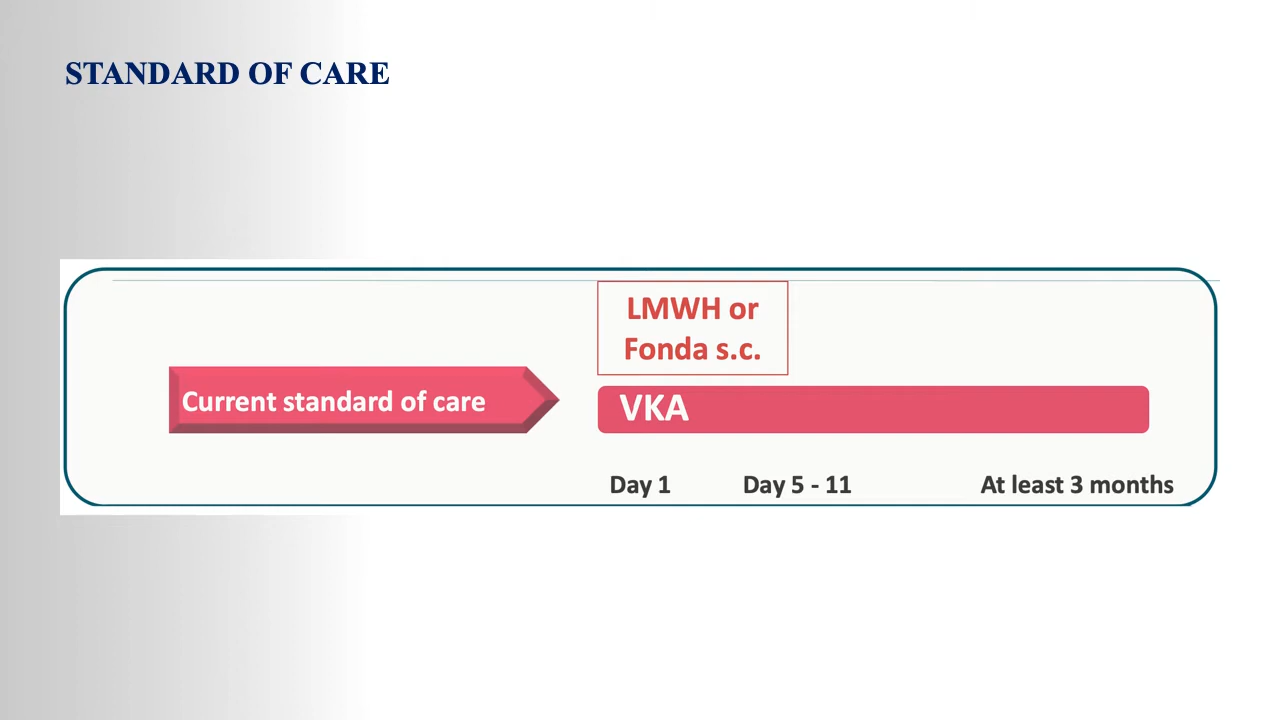 STANDARD OF CARE
LMWH or
Fonda s.c.
Current standard of care
VKA
Day 1
Day 5 - 11
At least 3 months